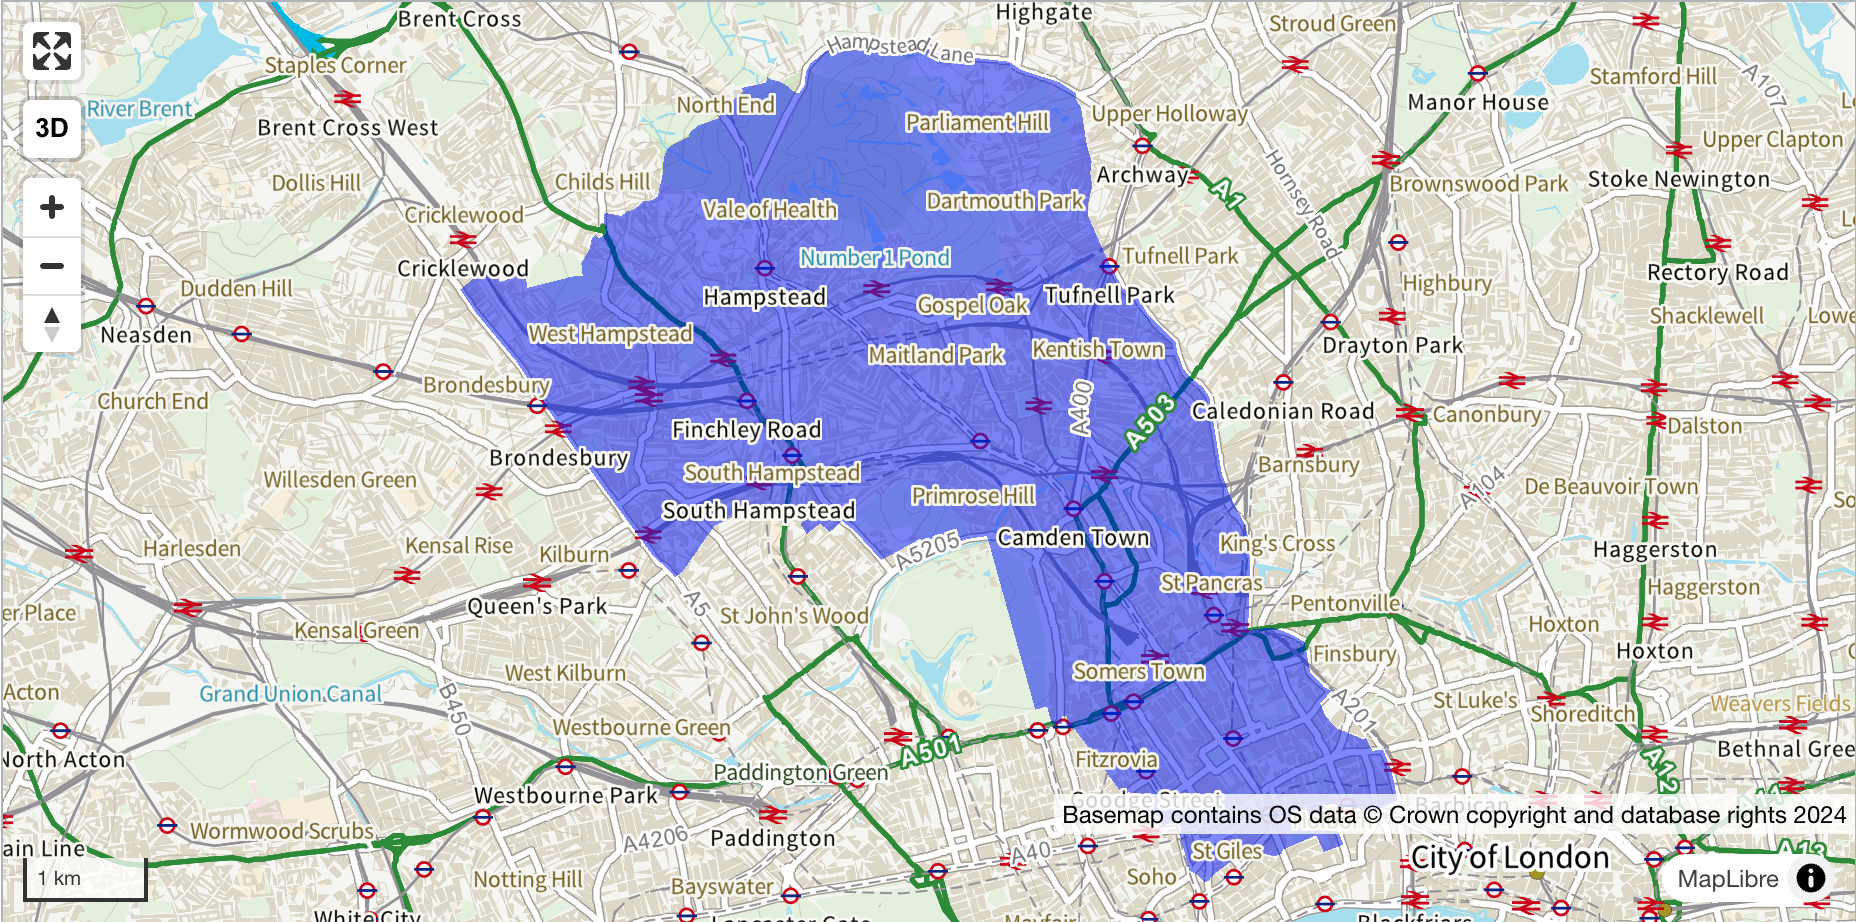 Brent Cross
Highgate
Stroud Green
Hampstead Lane
Staples Corner
Stamford Hill
A107
3D
River Brent
North End
Parliament Hill
Upper Holloway
Manor House
Brent Cross West
Upper Clapton
Dollis Hill
Childs Hill
Archway
Hornsey Road
Brownswood Park
Stoke Newington
A1
Cricklewood
Vale of Health
Dartmouth Park
Number 1 Pond
Tufnell Park
Cricklewood
Rectory Road
Dudden Hill
Hampstead
Gospel Oak
Tufnell Park
Highbury
Neasden
West Hampstead
Shacklewell
Lowe
Maitland Park
Kentish Town
Drayton Park
Church End
Brondesbury
A400
A503
Caledonian Road
Canonbury
Finchley Road
Dalston
Brondesbury
Barnsbury
Willesden Green
South Hampstead
Primrose Hill
A104
De Beauvoir Town
So
South Hampstead
Camden Town
Harlesden
Kensal Rise
Kilburn
A5205
King's Cross
Haggerston
St Pancras
Haggerston
er Place
Queen's Park
A5
St John's Wood
Pentonville
Hoxton
Kensal Green
Finsbury
Hoxton
West Kilburn
Somers Town
Acton
Grand Union Canal
B450
A201
St Luke's
Shoreditch
Weavers Fields
Westbourne Green
North Acton
A501
Fitzrovia
Bethnal Gree
Paddington Green
A12
Westbourne Park
Goodge Street
Barbican
Basemap contains OS data © Crown copyright and database rights 2024
Wormwood Scrubs
A4206
Paddington
ain Line
A40
St Giles
City of London
A13
1 km
Notting Hill
Bayswater
Soho
MapLibre
White City
Lancaster Gate
Mayfair
Blackfriars